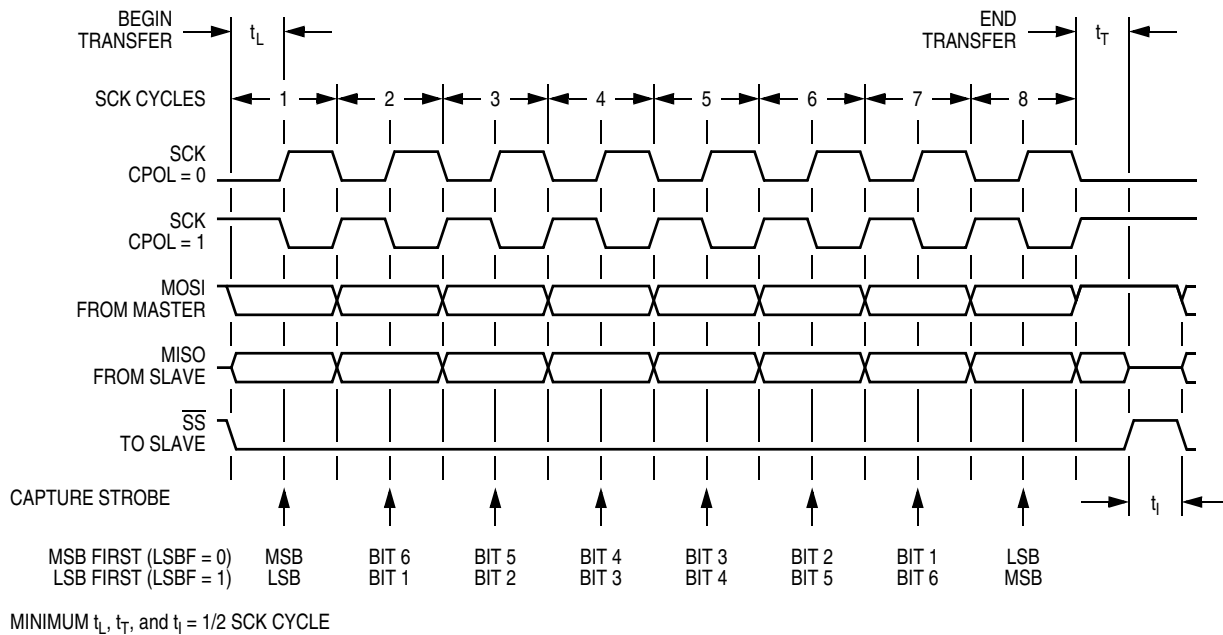 BEGIN TRANSFER
t_L
END TRANSFER
t_T
SCK CYCLES 1 2 3 4 5 6 7 8
SCK
CPOL = 0
SCK
CPOL = 1
MOSI
FROM MASTER
MISO
FROM SLAVE
SS
TO SLAVE
CAPTURE STROBE
t_I
MSB FIRST (LSBF = 0) MSB BIT 6 BIT 5 BIT 4 BIT 3 BIT 2 BIT 1 LSB
LSB FIRST (LSBF = 1) LSB BIT 1 BIT 2 BIT 3 BIT 4 BIT 5 BIT 6 MSB
MINIMUM t_L, t_T, and t_I = 1/2 SCK CYCLE